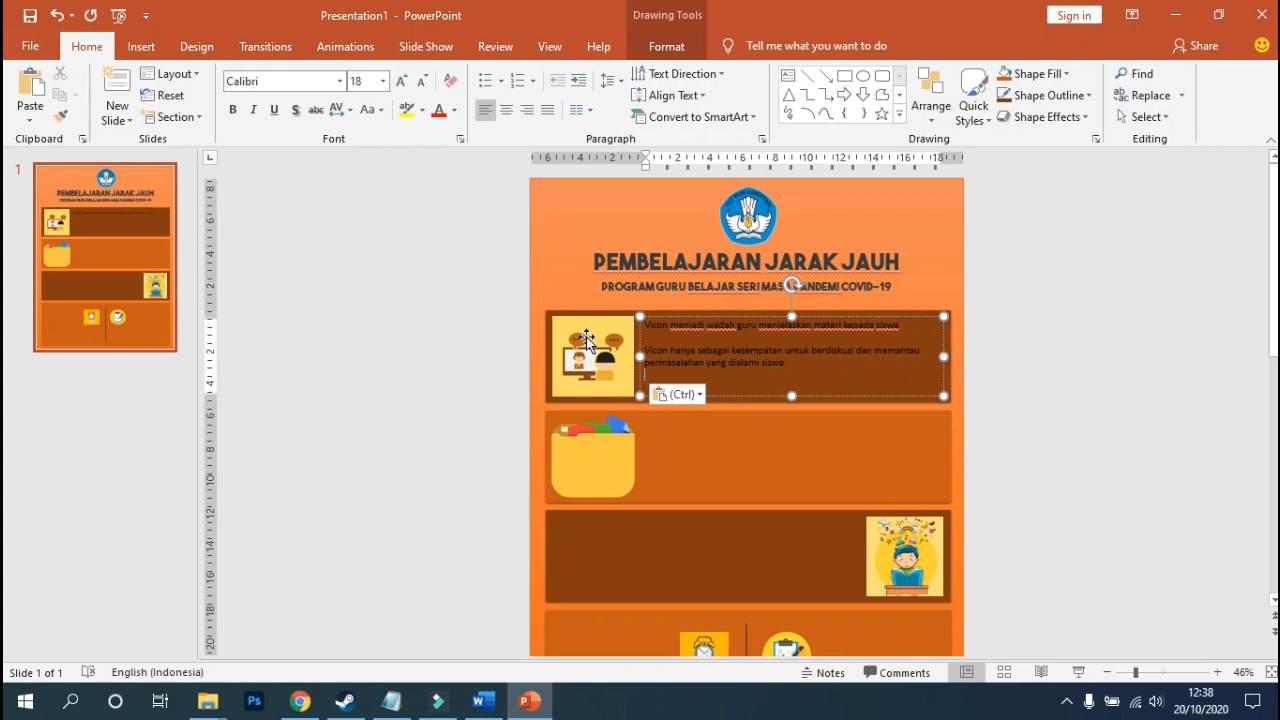 Presentation1 - PowerPoint
Drawing Tools
Sign in
File
Home
Insert
Design
Transitions
Animations
Slide Show
Review
View
Help
Format
Tell me what you want to do
Share
Paste
New
Slide
Layout
Reset
Section
Calibri
18
B
I
U
S
abc
AV
Aa
A
Text Direction
Align Text
Convert to SmartArt
Arrange
Quick
Styles
Shape Fill
Shape Outline
Shape Effects
Find
Replace
Select
Clipboard
Slides
Font
Paragraph
Drawing
Editing
1
PEMBELAJARAN JARAK JAUH
PROGRAM GURU BELAJAR SERI MASA PANDEMI COVID-19
Vicon menjadi wadah guru menjelaskan materi kepada siswa
Vicon hanya sebagai kesempatan untuk berdiskusi dan memantau
permasalahan yang dialami siswa
(Ctrl)
Slide 1 of 1
English (Indonesia)
Notes
Comments
46%
12:38
20/10/2020